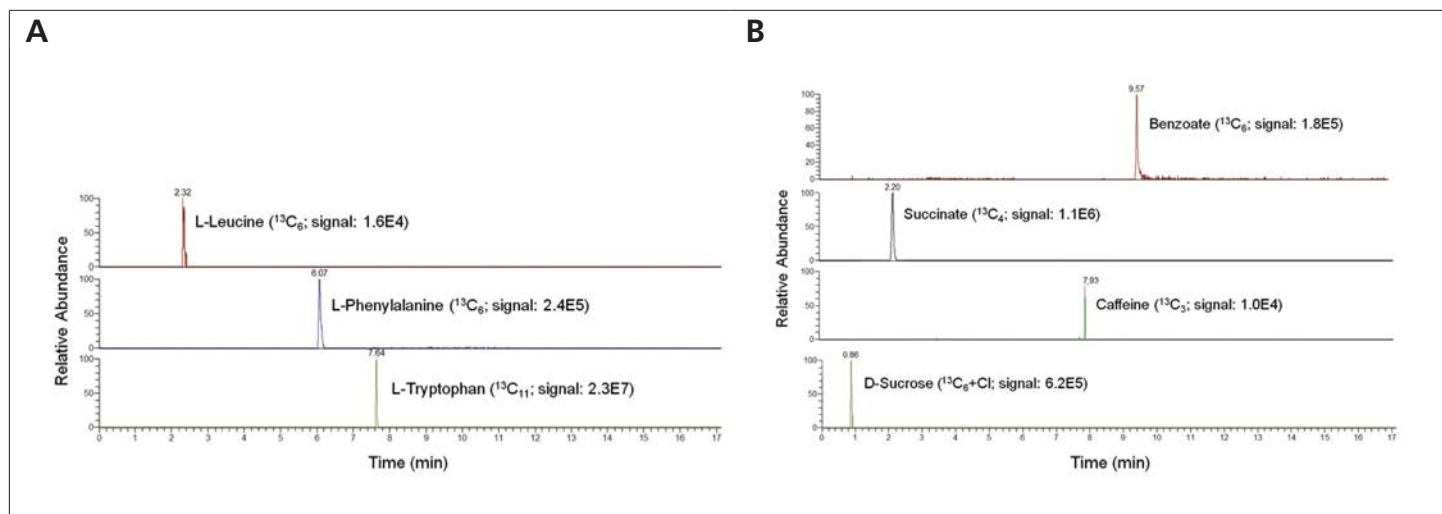 A
2.32
100
50
0
L-Leucine (¹³C₆; signal: 1.6E4)
6.07
100
50
0
L-Phenylalanine (¹³C₆; signal: 2.4E5)
7.64
100
50
0
L-Tryptophan (¹³C₁₁; signal: 2.3E7)
Relative Abundance
0 1 2 3 4 5 6 7 8 9 10 11 12 13 14 15 16 17
Time (min)
B
9.57
100
80
60
40
20
0
Benzoate (¹³C₆; signal: 1.8E5)
2.20
100
50
0
Succinate (¹³C₄; signal: 1.1E6)
7.93
100
50
0
Caffeine (¹³C₃; signal: 1.0E4)
0.86
100
50
0
D-Sucrose (¹³C₆+Cl; signal: 6.2E5)
Relative Abundance
0 1 2 3 4 5 6 7 8 9 10 11 12 13 14 15 16 17
Time (min)